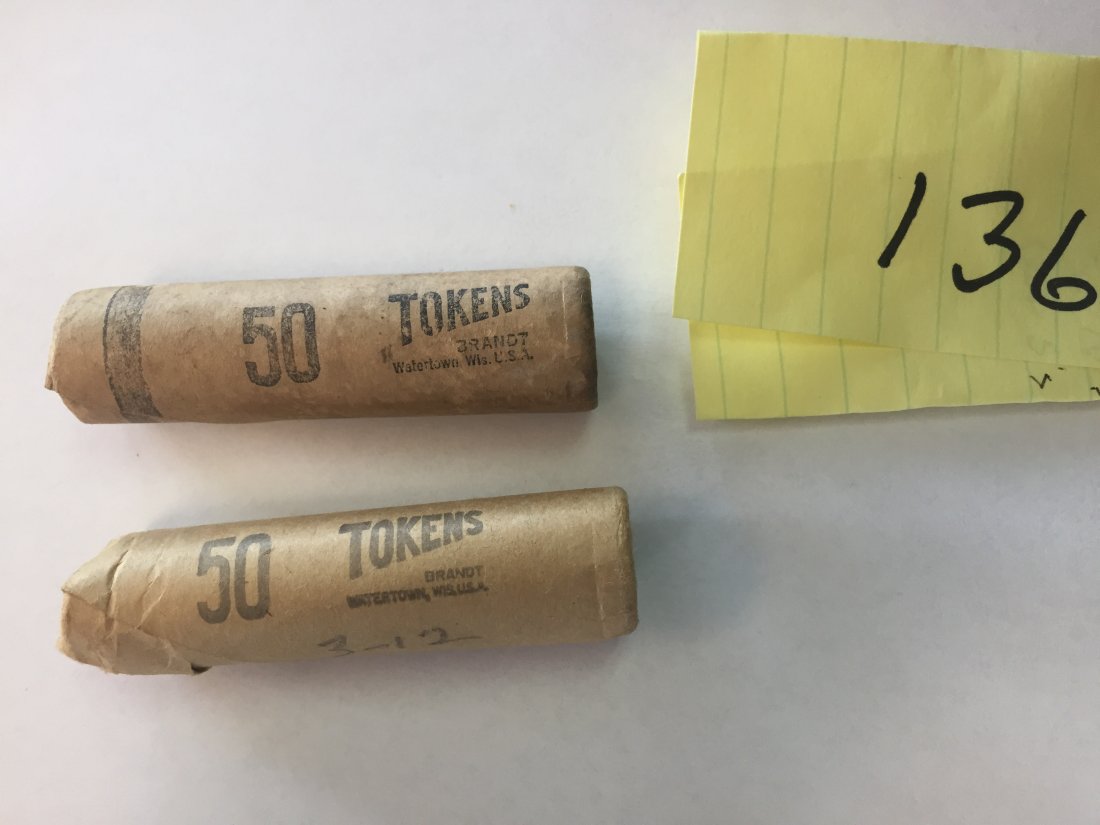 136
50 TOKENS
BRANDT
Watertown, Wis. U.S.A.
50 TOKENS
BRANDT
WATERTOWN, WIS. U.S.A.
3-12